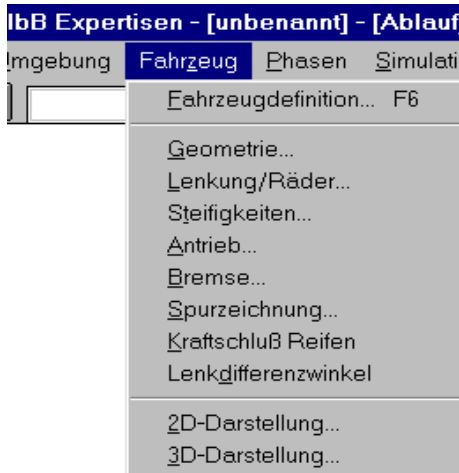 IbB Expertisen - [unbenannt] - [Ablauf
mgebung Fahrzeug Phasen Simulati
Fahrzeugdefinition... F6
Geometrie...
Lenkung/Räder...
Steifigkeiten...
Antrieb...
Bremse...
Spurzeichnung...
Kraftschluß Reifen
Lenkdifferenzwinkel
2D-Darstellung...
3D-Darstellung...